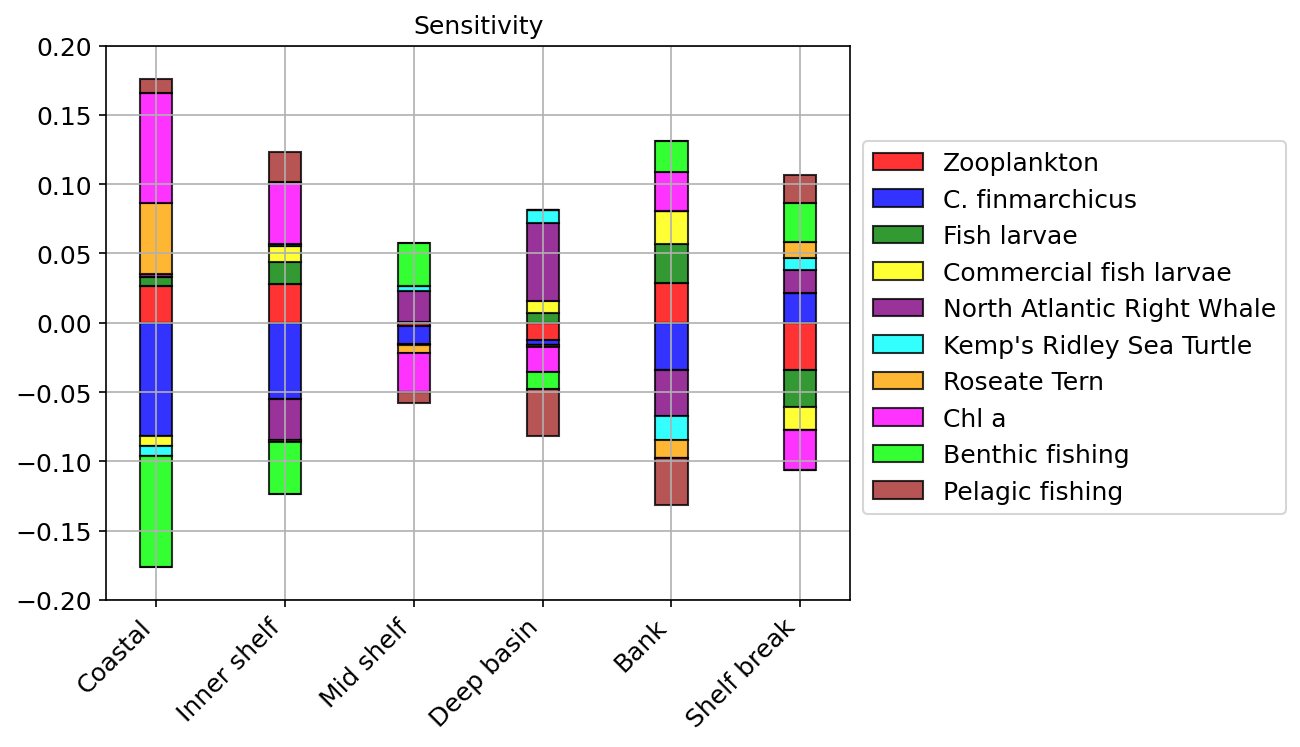 Sensitivity
0.20
0.15
0.10
0.05
0.00
−0.05
−0.10
−0.15
−0.20
Coastal
Inner shelf
Mid shelf
Deep basin
Bank
Shelf break
Zooplankton
C. finmarchicus
Fish larvae
Commercial fish larvae
North Atlantic Right Whale
Kemp's Ridley Sea Turtle
Roseate Tern
Chl a
Benthic fishing
Pelagic fishing